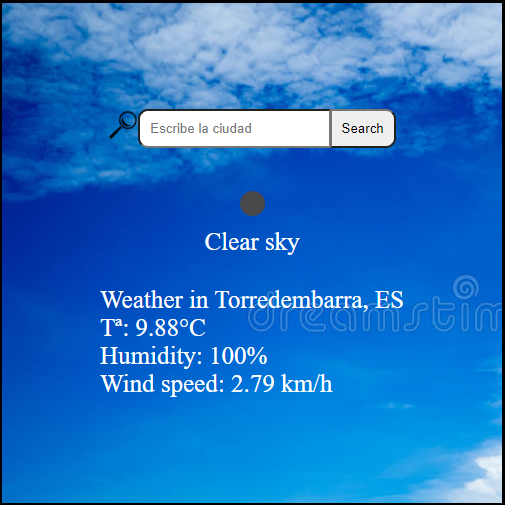 Escribe la ciudad
Search
Clear sky
Weather in Torredembarra, ES
Tª: 9.88°C
Humidity: 100%
Wind speed: 2.79 km/h
dreamstim